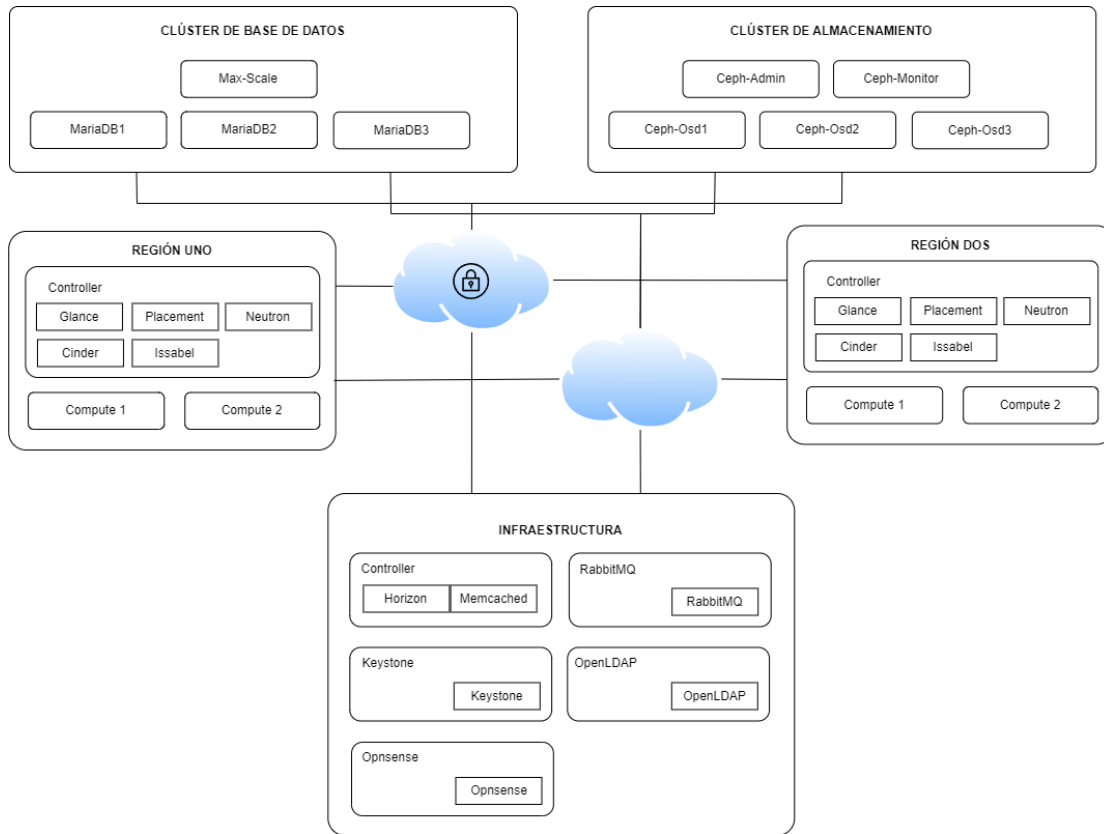 CLÚSTER DE BASE DE DATOS
Max-Scale
MariaDB1
MariaDB2
MariaDB3
CLÚSTER DE ALMACENAMIENTO
Ceph-Admin
Ceph-Monitor
Ceph-Osd1
Ceph-Osd2
Ceph-Osd3
REGIÓN UNO
Controller
Glance
Placement
Neutron
Cinder
Issabel
Compute 1
Compute 2
REGIÓN DOS
Controller
Glance
Placement
Neutron
Cinder
Issabel
Compute 1
Compute 2
INFRAESTRUCTURA
Controller
Horizon
Memcached
RabbitMQ
RabbitMQ
Keystone
Keystone
OpenLDAP
OpenLDAP
Opnsense
Opnsense